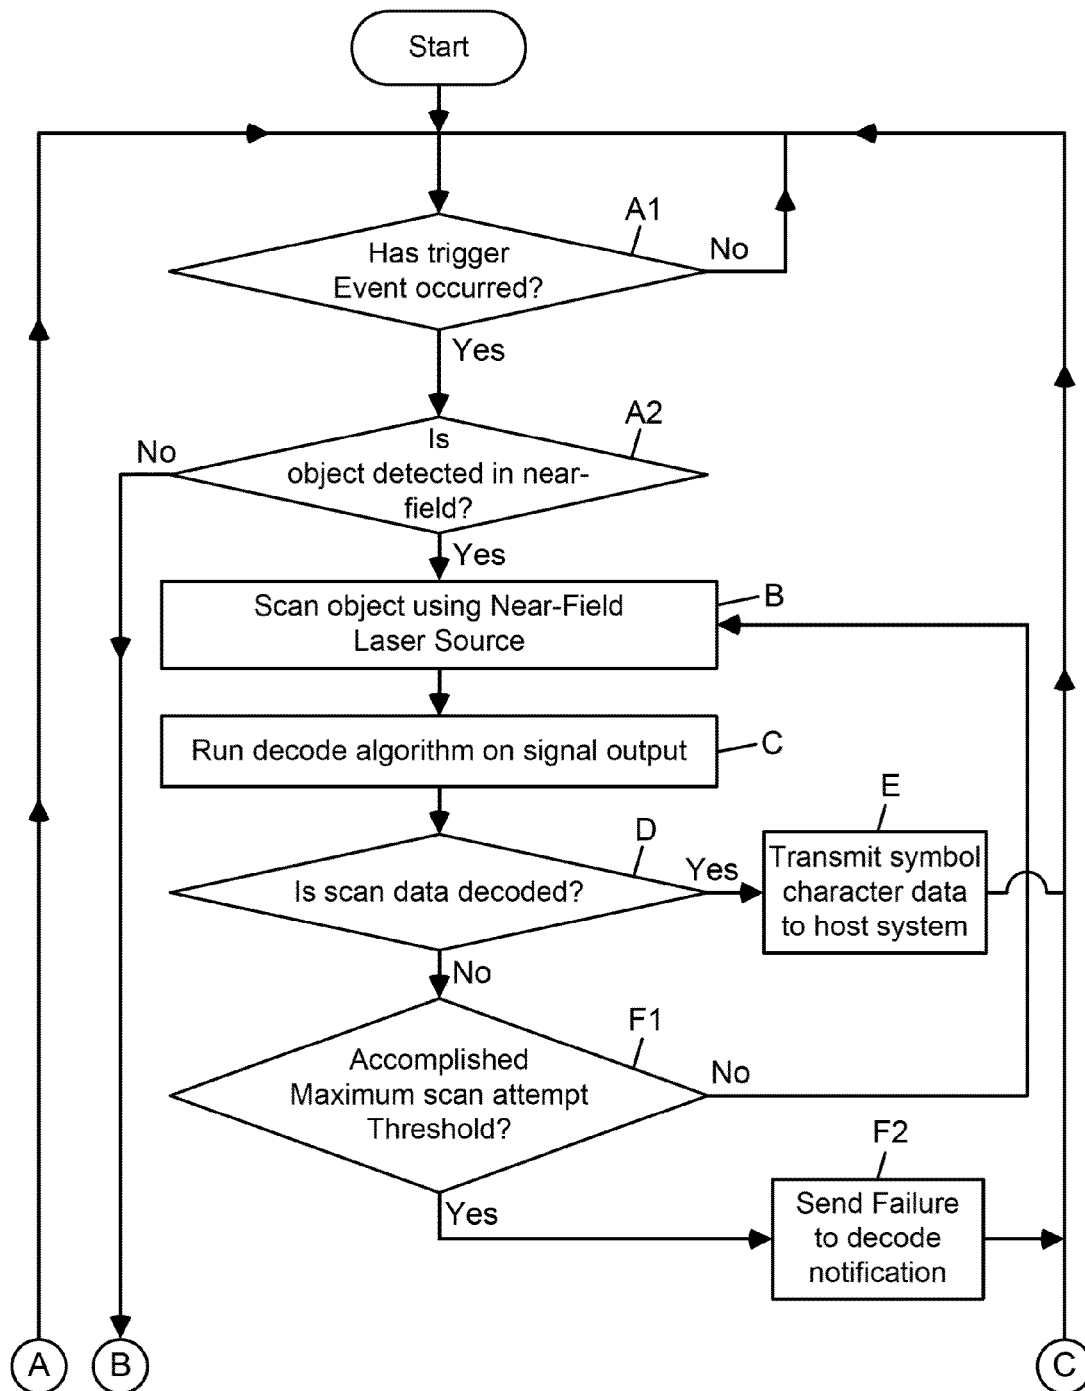 Start
A1
Has trigger
Event occurred?
No
Yes
A2
No
Is
object detected in near-
field?
Yes
B
Scan object using Near-Field
Laser Source
Run decode algorithm on signal output
C
E
D
Is scan data decoded?
Yes
Transmit symbol
character data
to host system
No
F1
Accomplished
Maximum scan attempt
Threshold?
No
F2
Yes
Send Failure
to decode
notification
A
B
C